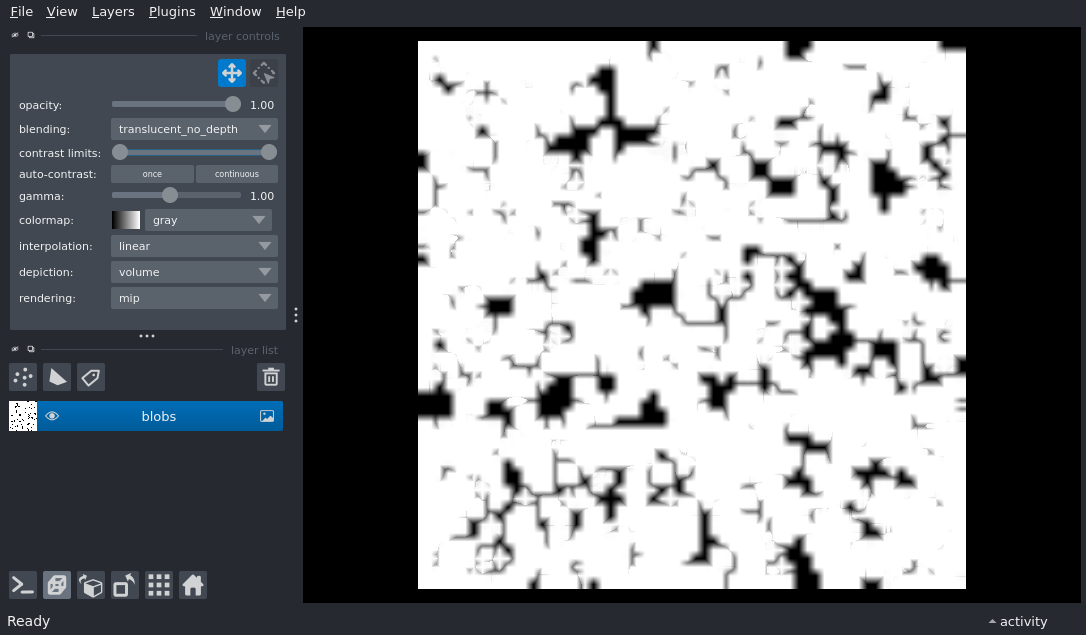 File View Layers Plugins Window Help
layer controls
opacity: 1.00
blending: translucent_no_depth
contrast limits:
auto-contrast: once continuous
gamma: 1.00
colormap: gray
interpolation: linear
depiction: volume
rendering: mip
layer list
blobs
Ready activity